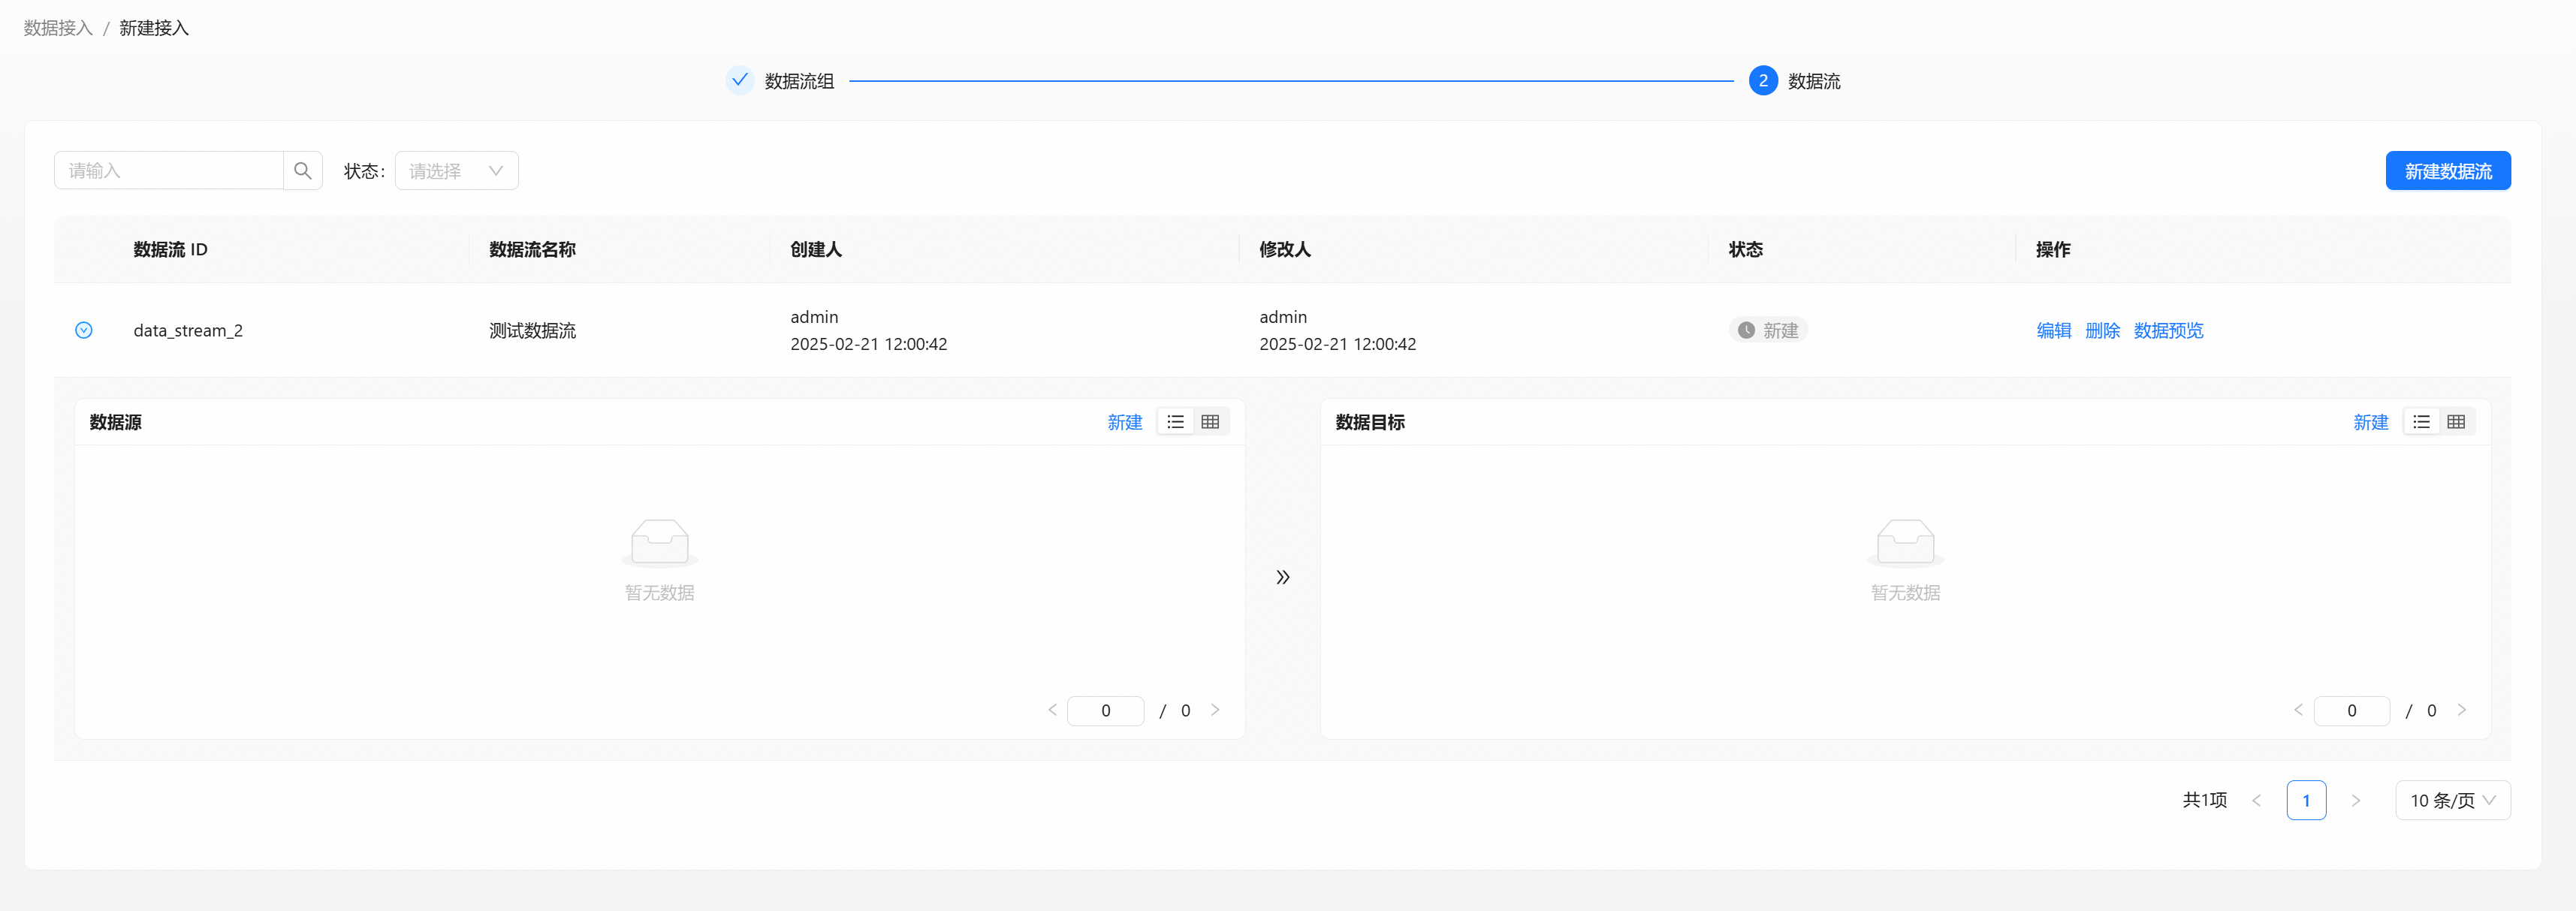 数据接入 / 新建接入
数据流组
2 数据流
请输入
状态：
请选择
新建数据流
数据流 ID 数据流名称 创建人 修改人 状态 操作
data_stream_2 测试数据流 admin 2025-02-21 12:00:42 admin 2025-02-21 12:00:42 新建 编辑 删除 数据预览
数据源 新建
暂无数据
0 / 0
数据目标 新建
暂无数据
0 / 0
共1项 1 10 条/页